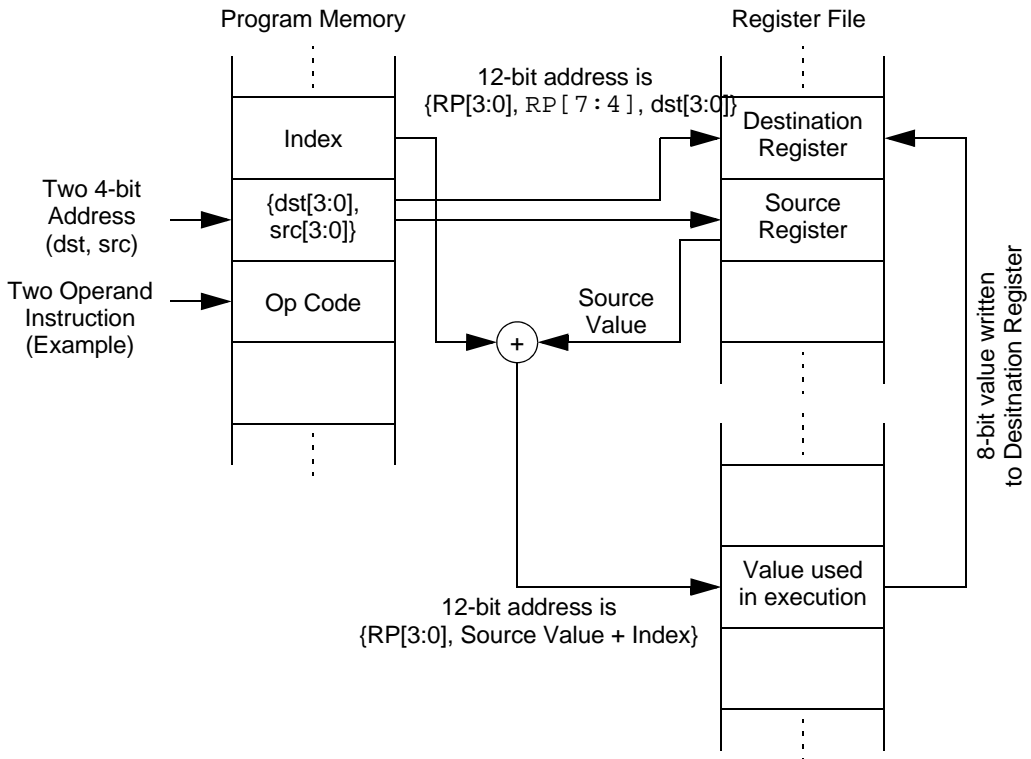 Program Memory
Register File
12-bit address is
{RP[3:0], RP[7:4], dst[3:0]}
Index
Destination
Register
Two 4-bit
Address
(dst, src)
{dst[3:0],
src[3:0]}
Source
Register
Two Operand
Instruction
(Example)
Op Code
Source
Value
+
8-bit value written
to Desitnation Register
Value used
in execution
12-bit address is
{RP[3:0], Source Value + Index}